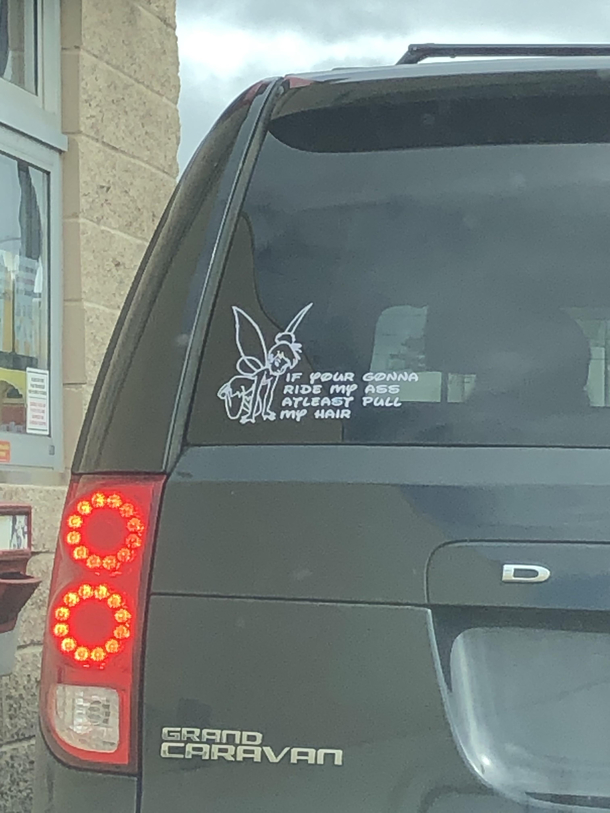 IF YOUR GONNA
RIDE MY ASS
ATLEAST PULL
MY HAIR
D
GRAND
CARAVAN